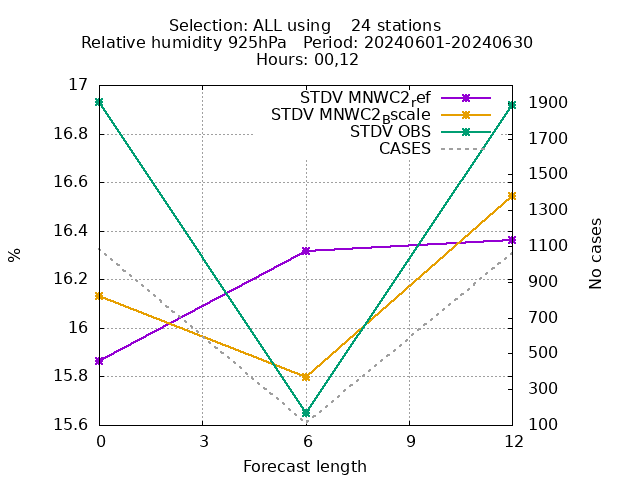 Selection: ALL using    24 stations
Relative humidity 925hPa   Period: 20240601-20240630
Hours: 00,12
STDV MNWC2ref
STDV MNWC2Bscale
STDV OBS
CASES
%
17
16.8
16.6
16.4
16.2
16
15.8
15.6
1900
1700
1500
1300
1100
900
700
500
300
100
No cases
0 3 6 9 12
Forecast length